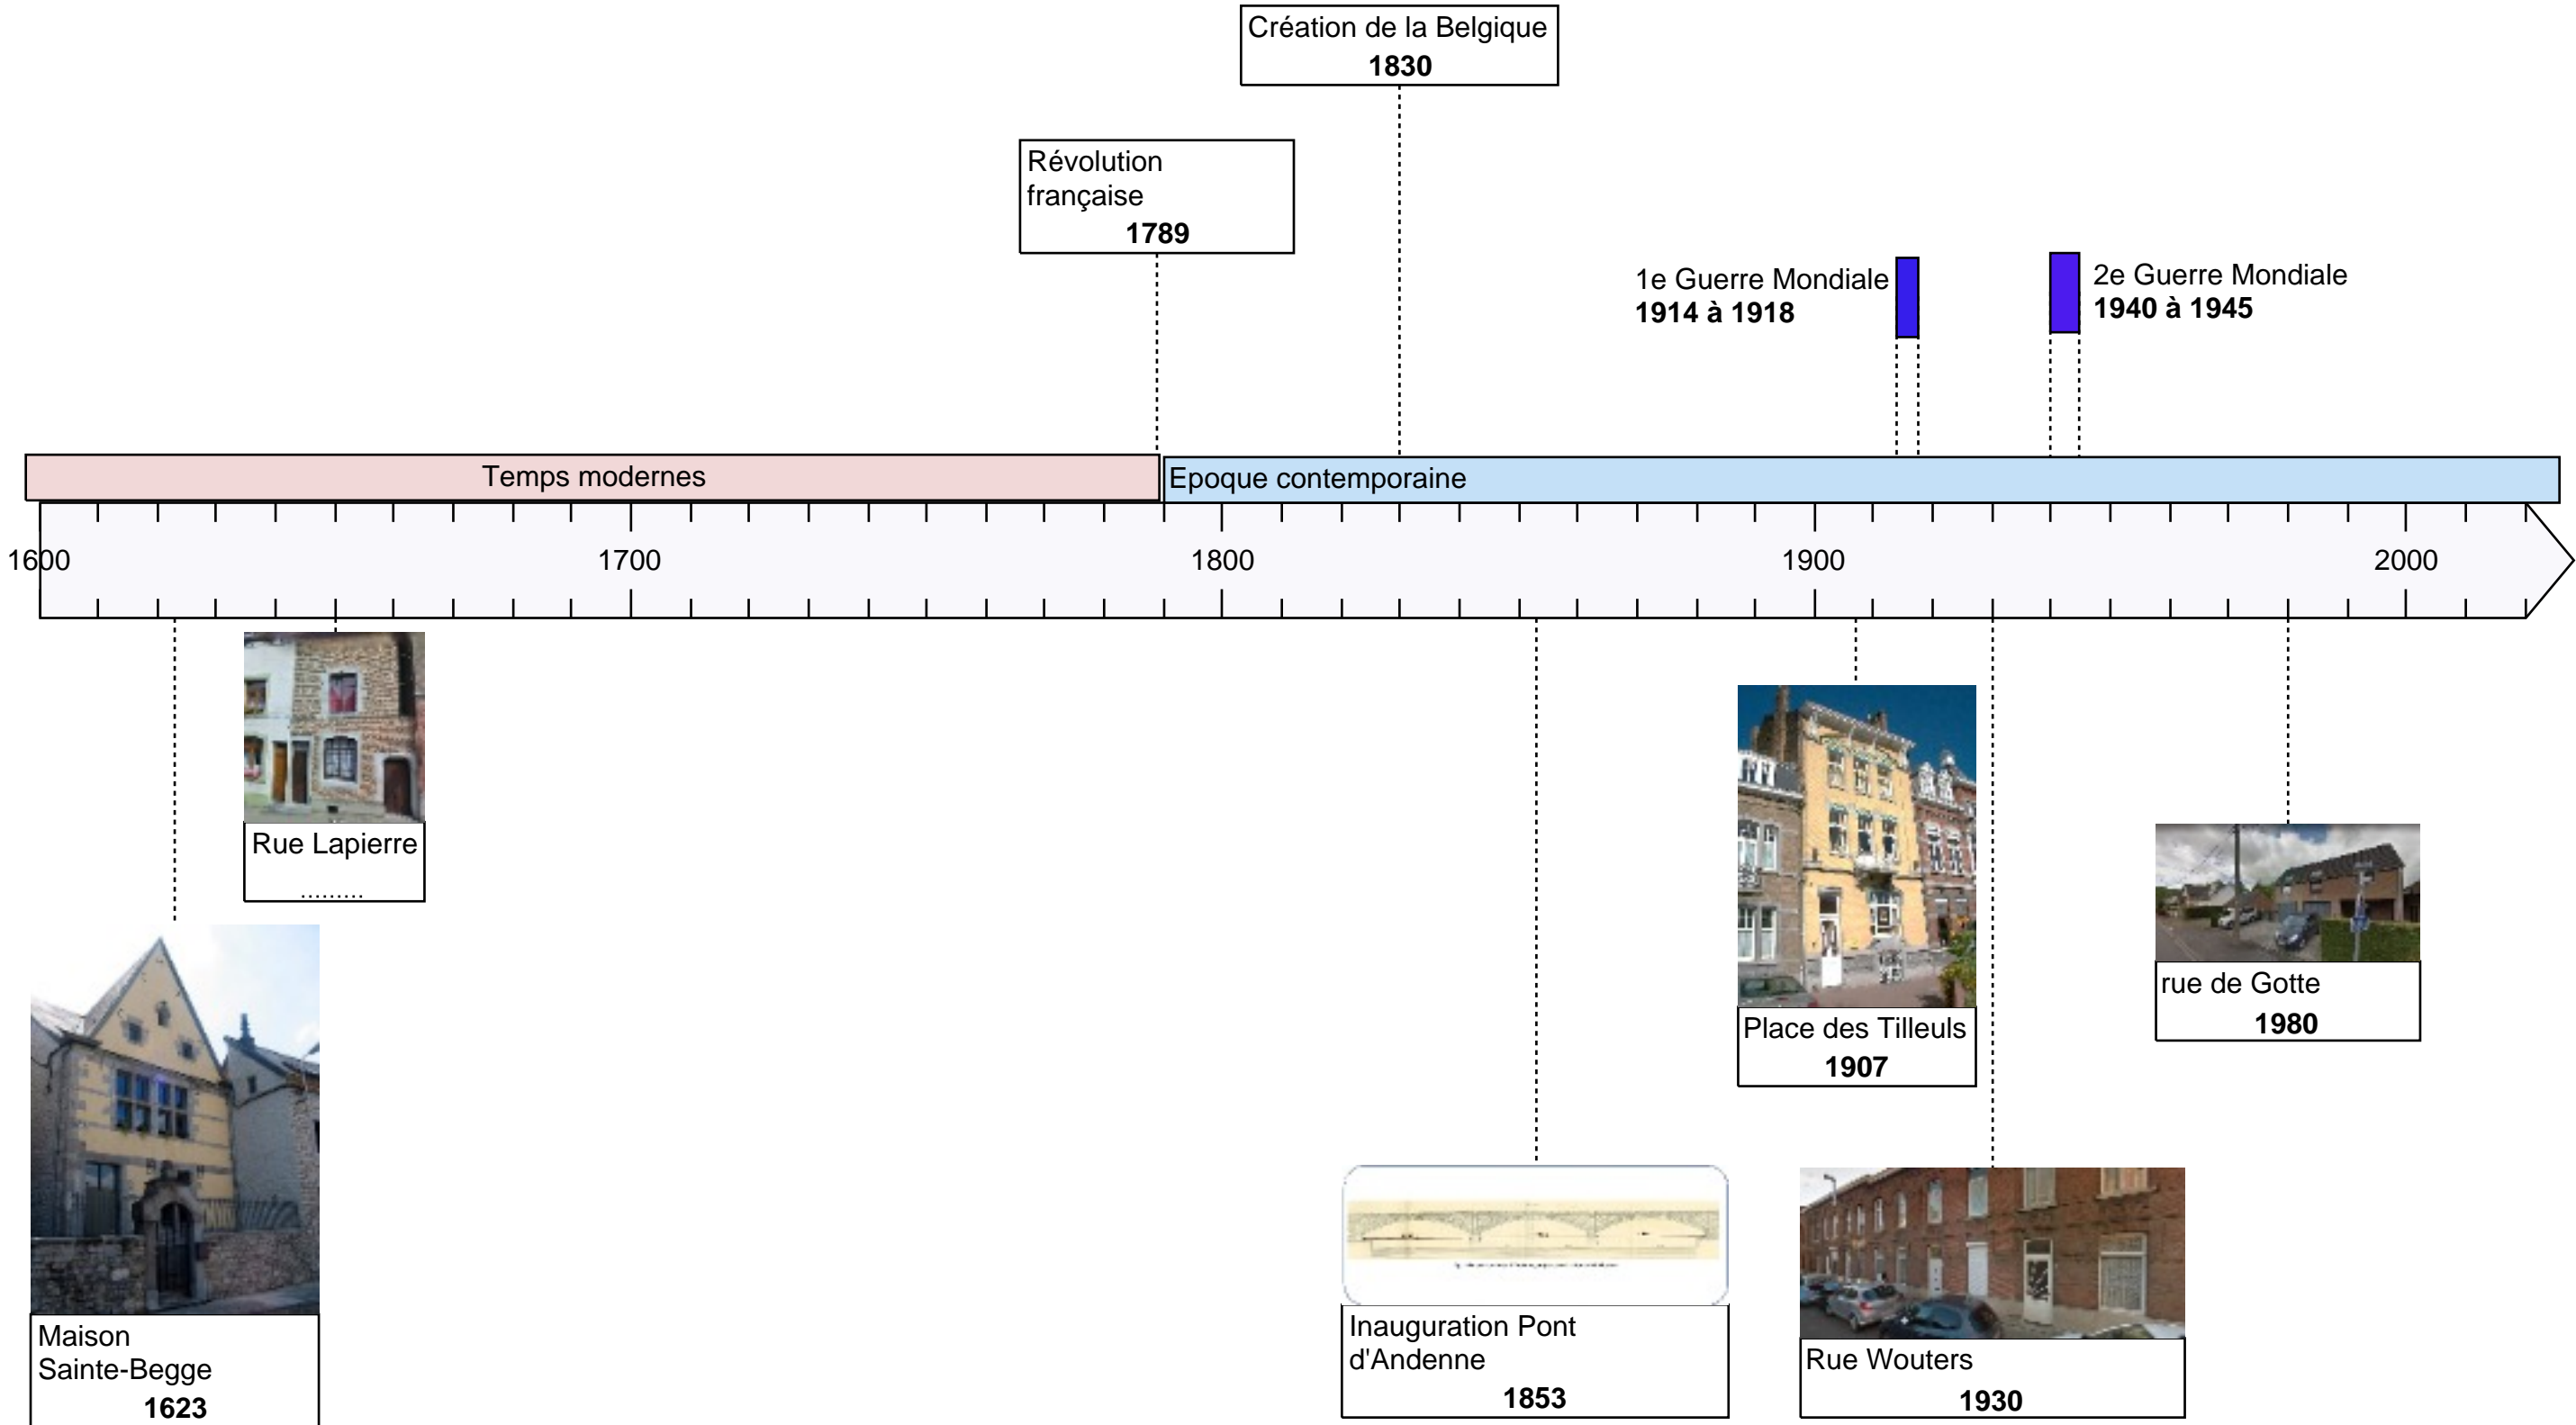 Création de la Belgique
1830
Révolution
française
1789
1e Guerre Mondiale
1914 à 1918
2e Guerre Mondiale
1940 à 1945
Temps modernes
Epoque contemporaine
1600
1700
1800
1900
2000
Rue Lapierre
.........
Maison
Sainte-Begge
1623
Inauguration Pont
d'Andenne
1853
Place des Tilleuls
1907
Rue Wouters
1930
rue de Gotte
1980